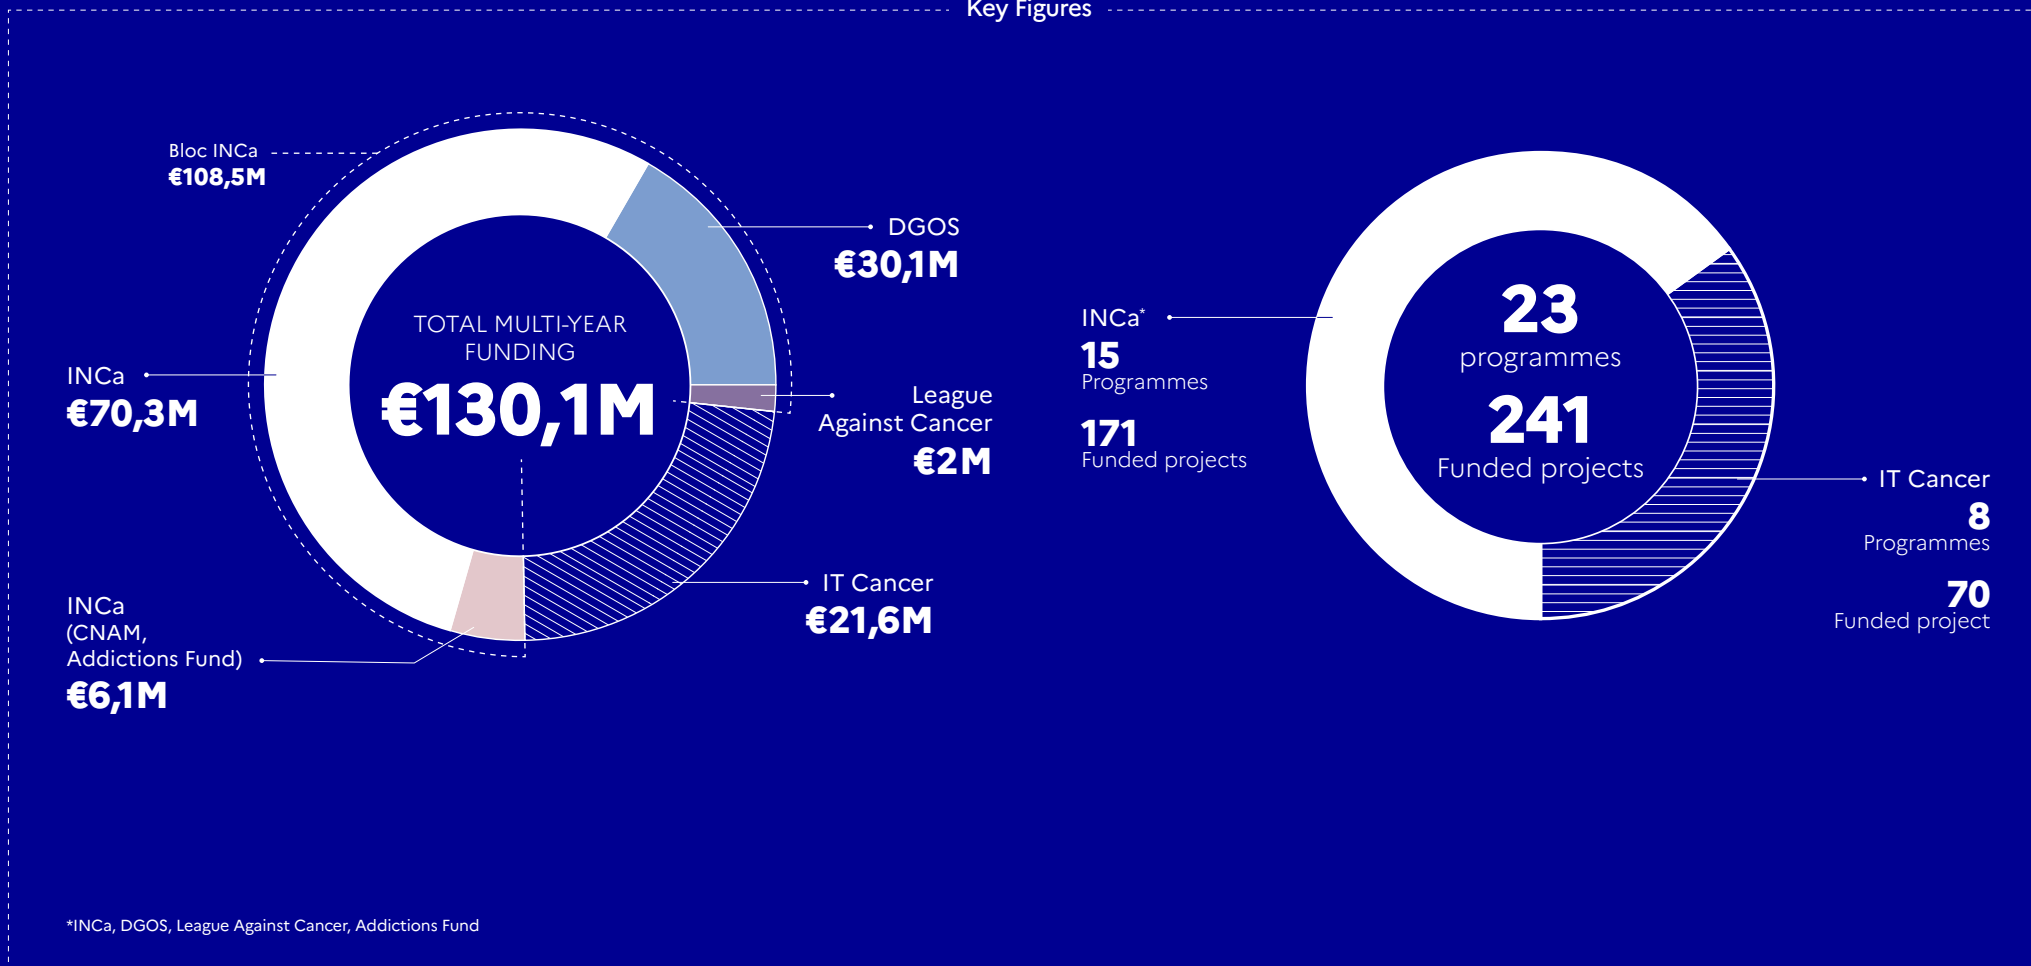 Key Figures
Bloc INCa
€108,5M
DGOS
€30,1M
TOTAL MULTI-YEAR
FUNDING
€130,1M
INCa
€70,3M
League
Against Cancer
€2M
IT Cancer
€21,6M
INCa
(CNAM,
Addictions Fund)
€6,1M
INCa*
15
Programmes
171
Funded projects
23
programmes
241
Funded projects
IT Cancer
8
Programmes
70
Funded project
*INCa, DGOS, League Against Cancer, Addictions Fund